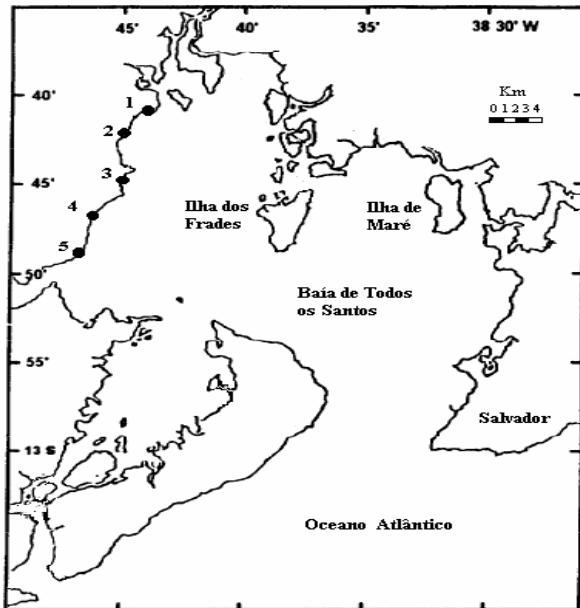 45 40 35 38 30 W
Km
0 1 2 3 4
40'
1
2
45'
3
4
Ilha dos
Frades
Ilha de
Maré
5
50'
Baía de Todos
os Santos
55'
Salvador
13 S
Oceano Atlântico